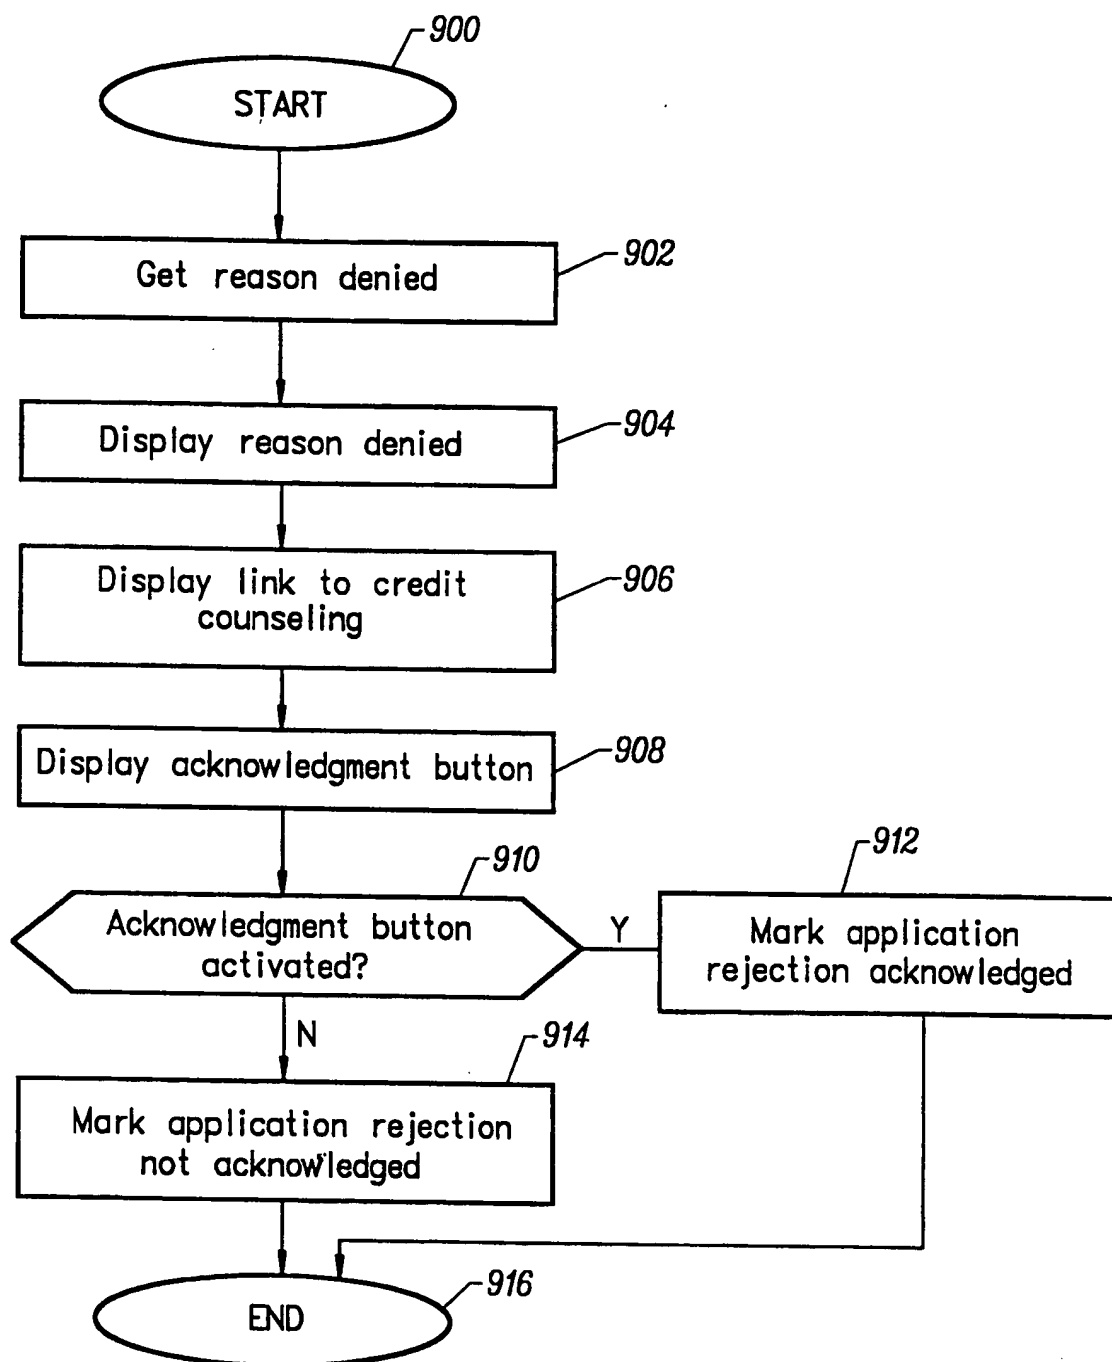 900
START
902
Get reason denied
904
Display reason denied
906
Display link to credit
counseling
908
Display acknowledgment button
910
Acknowledgment button
activated?
Y
912
Mark application
rejection acknowledged
N
914
Mark application rejection
not acknowledged
916
END